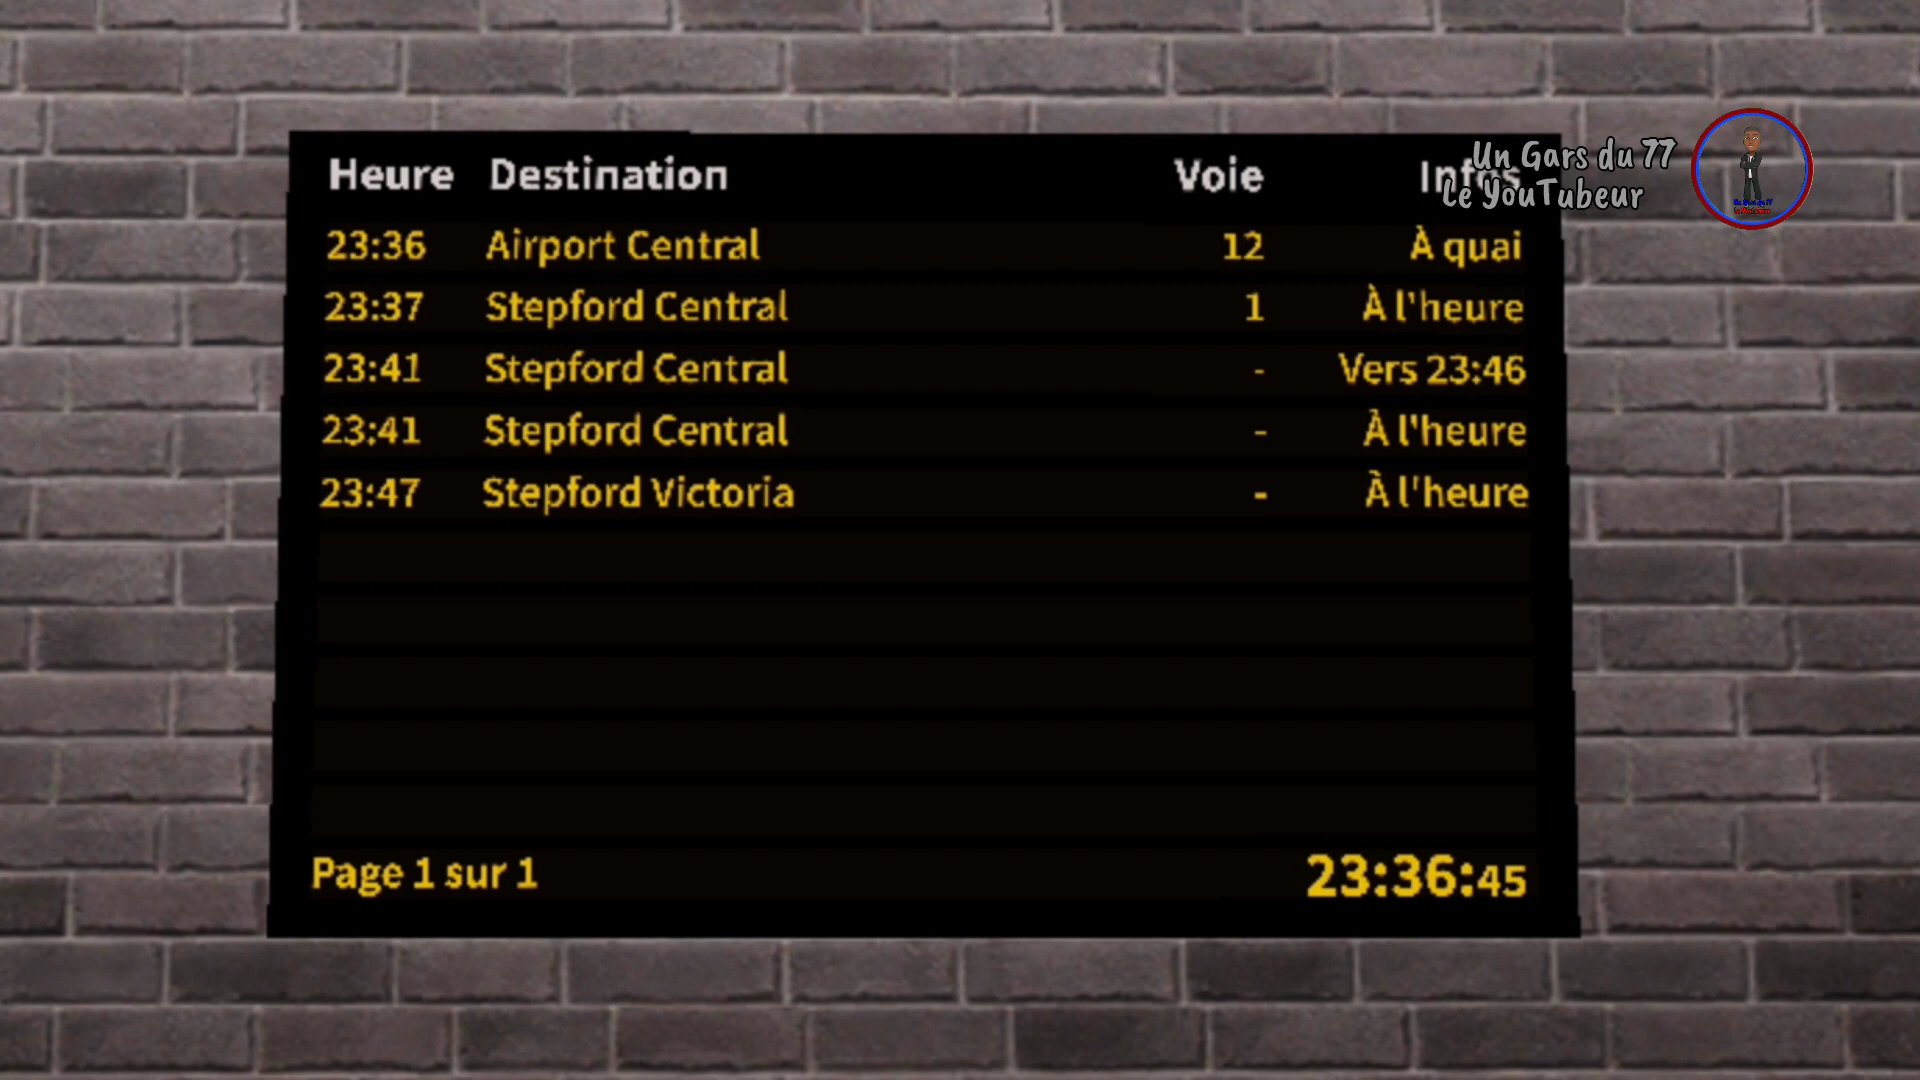 Heure Destination Voie Infos
23:36 Airport Central 12 À quai
23:37 Stepford Central 1 À l'heure
23:41 Stepford Central - Vers 23:46
23:41 Stepford Central - À l'heure
23:47 Stepford Victoria - À l'heure
Page 1 sur 1 23:36:45
Un Gars du 77
Le YouTubeur